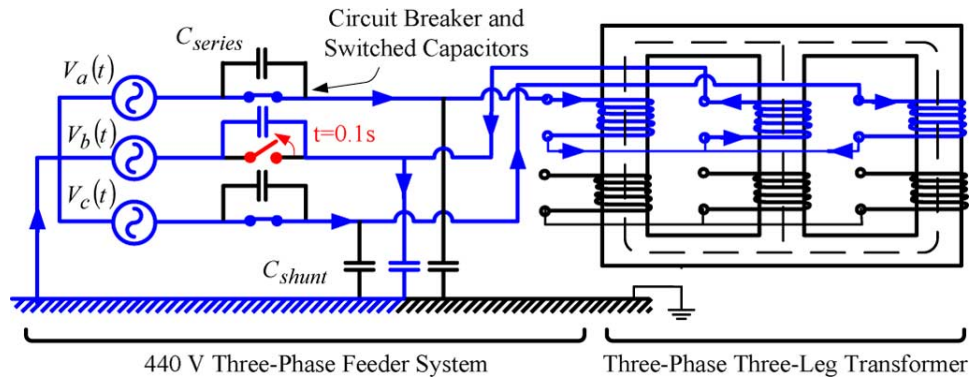 C_series
Circuit Breaker and
Switched Capacitors
V_a(t)
V_b(t)
t=0.1s
V_c(t)
C_shunt
440 V Three-Phase Feeder System
Three-Phase Three-Leg Transformer